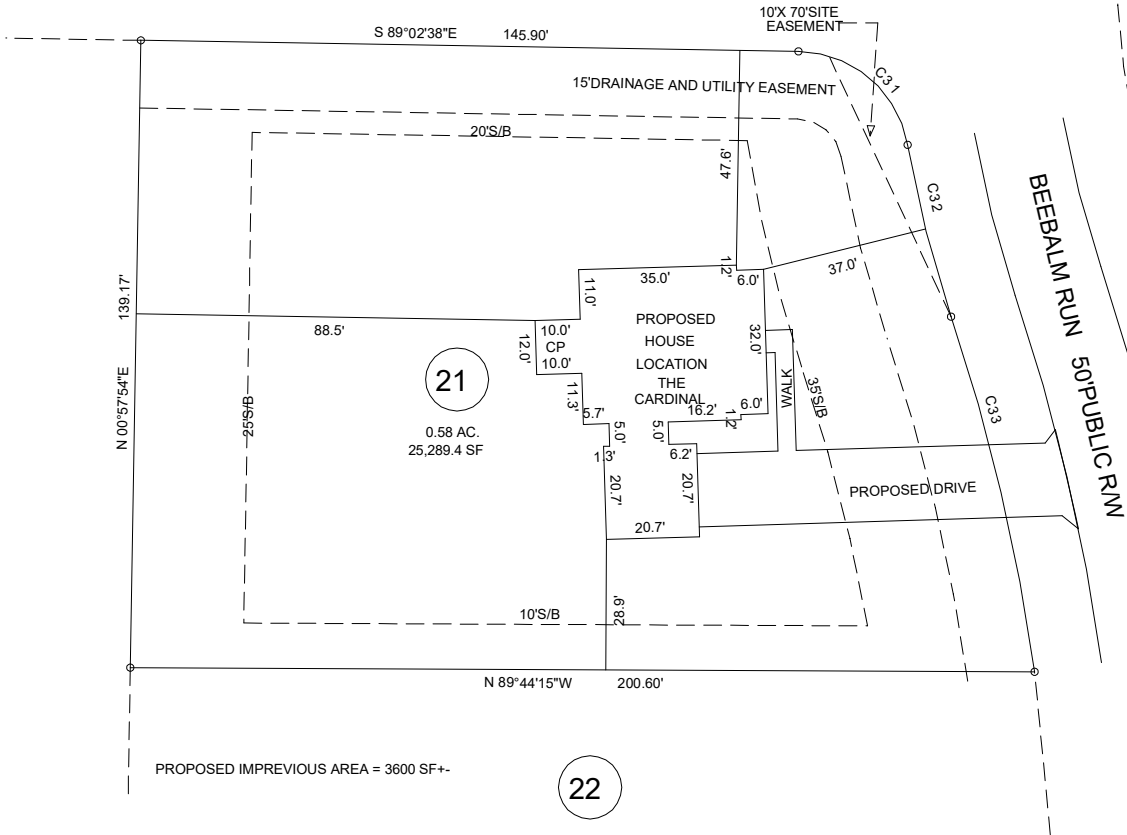 10'X 70'SITE
EASEMENT
S 89°02'38"E 145.90'
C31
15'DRAINAGE AND UTILITY EASEMENT
20'S/B
47.6'
C32
BEEBALM RUN 50'PUBLIC R/W
37.0'
1.2'
6.0'
35.0'
11.0'
139.17'
N 00°57'54"E
88.5'
10.0'
CP
10.0'
12.0'
PROPOSED
HOUSE
LOCATION
THE
CARDINAL
32.0'
WALK
35'S/B
21
0.58 AC.
25,289.4 SF
25'S/B
11.3'
5.7'
5.0'
1.3'
16.2'
1.2'
6.0'
5.0'
6.2'
C33
20.7'
20.7'
20.7'
PROPOSED DRIVE
28.9'
10'S/B
N 89°44'15"W 200.60'
PROPOSED IMPREVIOUS AREA = 3600 SF+-
22